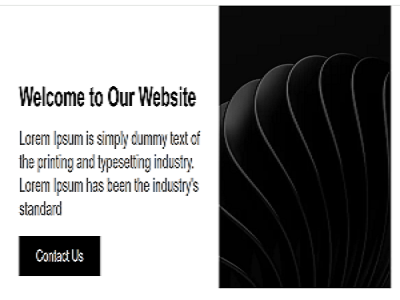 Welcome to Our Website
Lorem Ipsum is simply dummy text of
the printing and typesetting industry.
Lorem Ipsum has been the industry's
standard
Contact Us